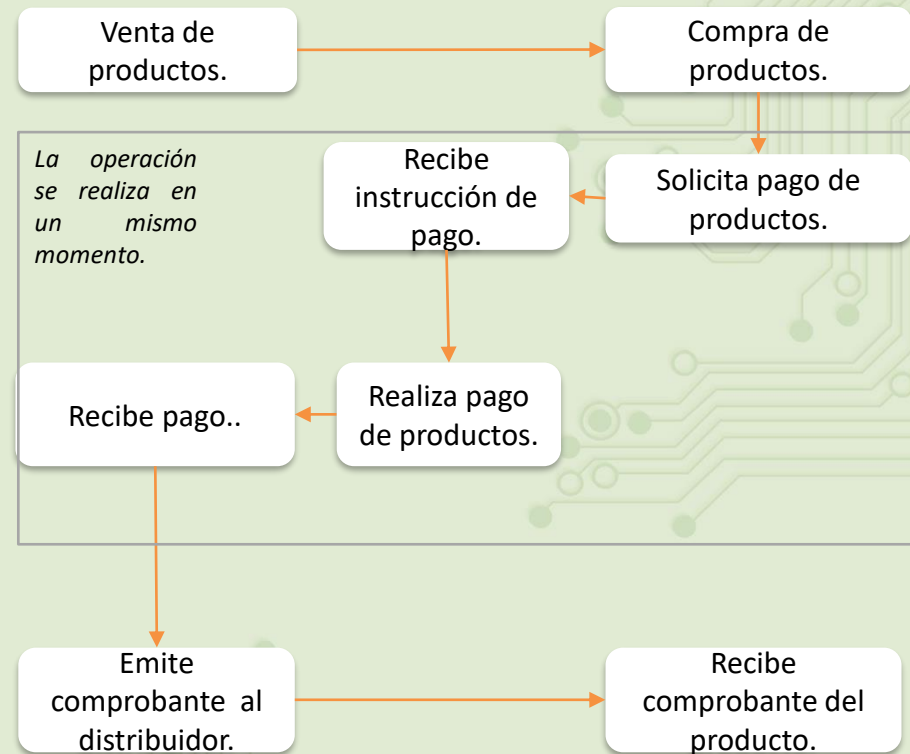 Venta de
productos.
Compra de
productos.
La operación
se realiza en
un mismo
momento.
Recibe
instrucción de
pago.
Solicita pago de
productos.
Recibe pago..
Realiza pago
de productos.
Emite
comprobante al
distribuidor.
Recibe
comprobante del
producto.